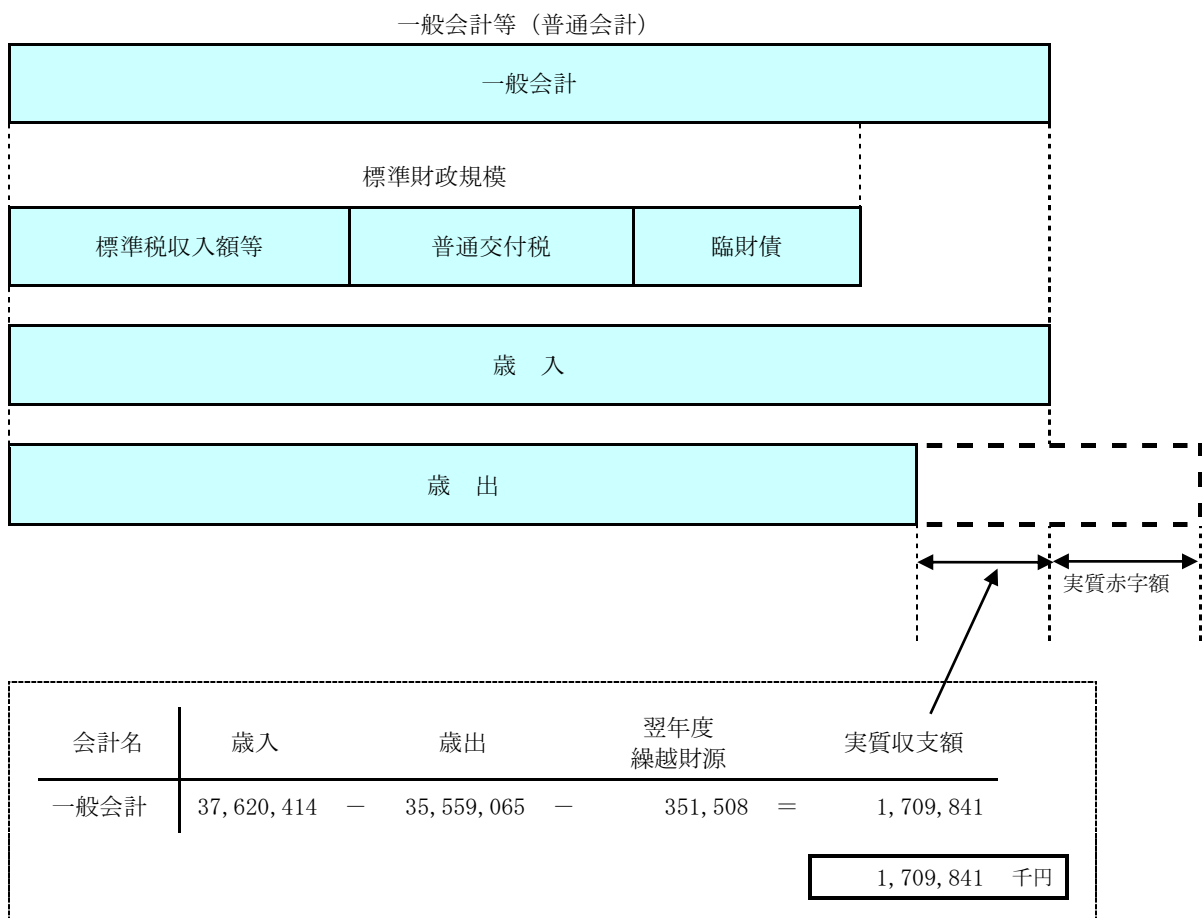 一般会計等（普通会計）
一般会計
標準財政規模
標準税収入額等　普通交付税　臨財債
歳　入
歳　出
実質赤字額
会計名　歳入　歳出　翌年度　実質収支額
繰越財源
一般会計　37,620,414　－　35,559,065　－　351,508　＝　1,709,841
1,709,841　千円